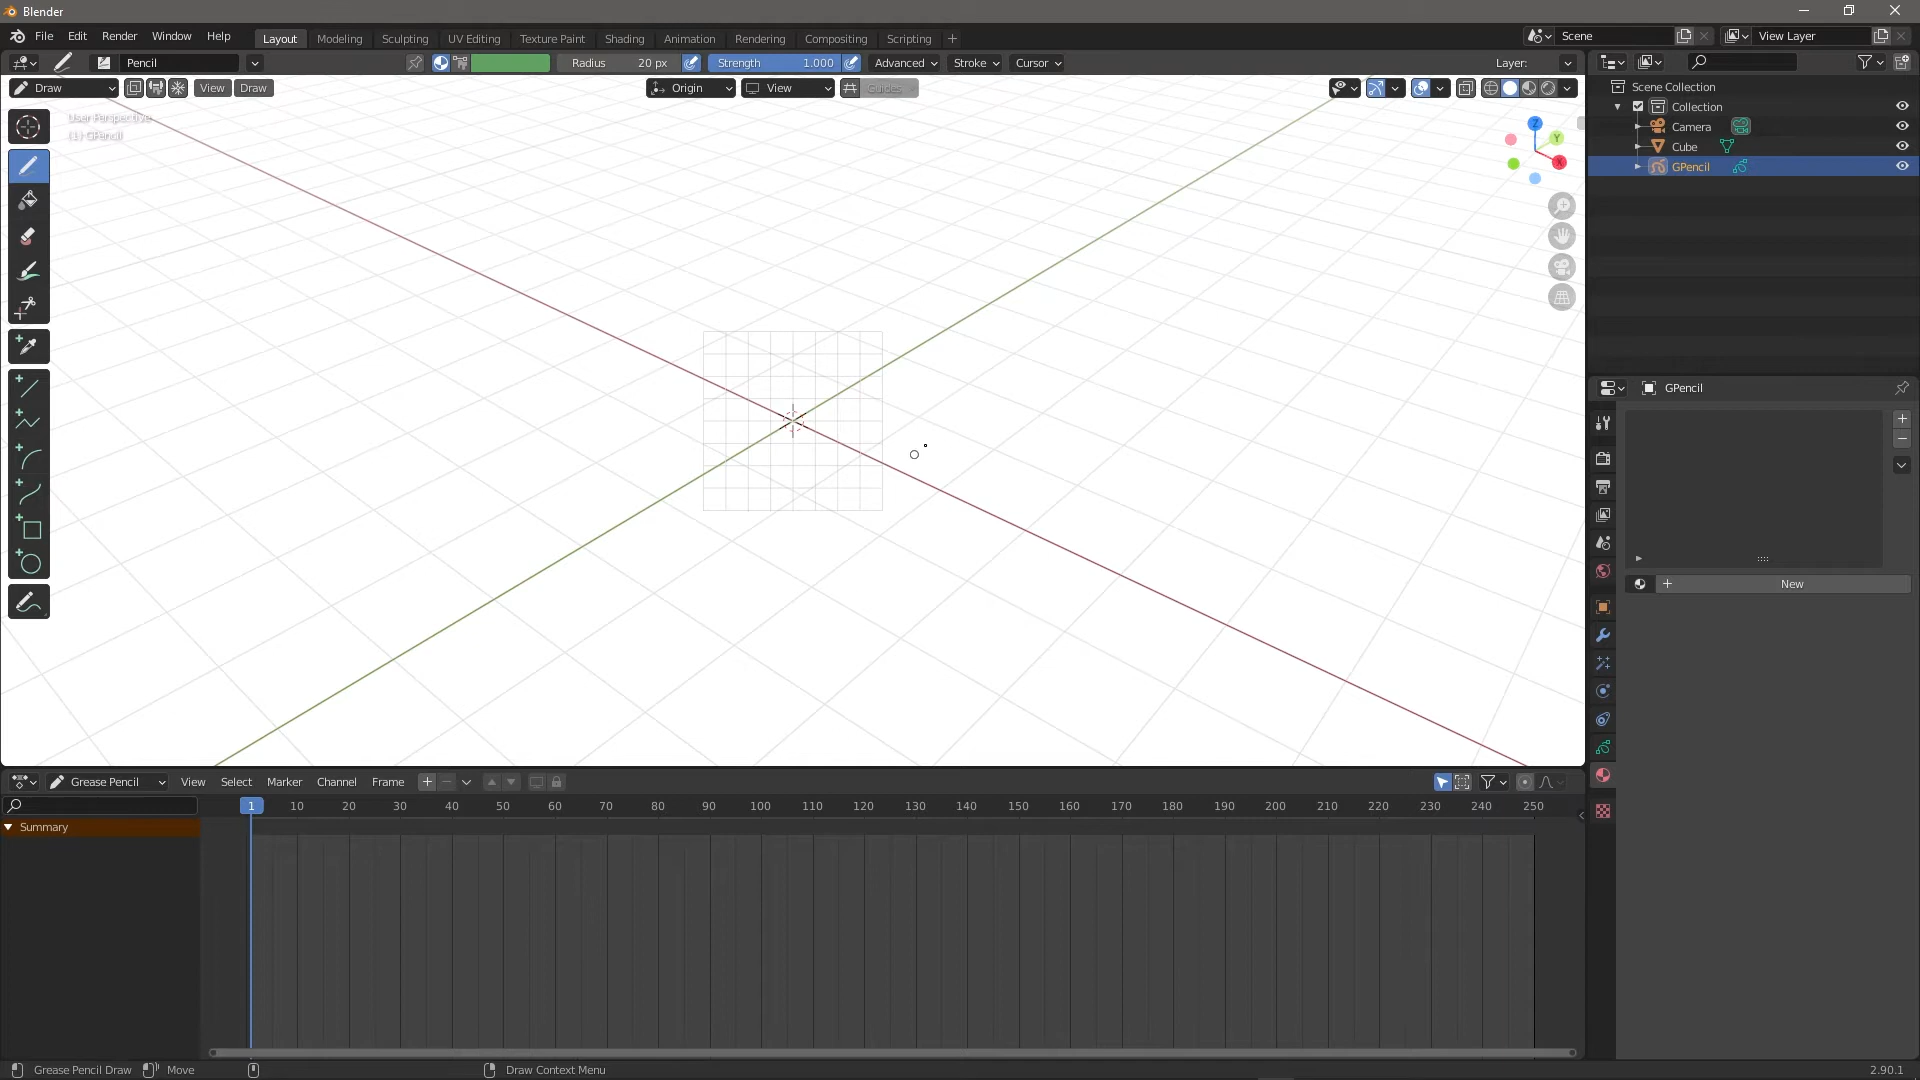 Blender
File Edit Render Window Help Layout Modeling Sculpting UV Editing Texture Paint Shading Animation Rendering Compositing Scripting + Scene View Layer
Pencil Radius 20 px Strength 1.000 Advanced Stroke Cursor Layer:
Draw View Draw Origin View Guides
User Perspective
(1) GPencil
Z
Y
X
Scene Collection
Collection
Camera
Cube
GPencil
GPencil
New
Grease Pencil View Select Marker Channel Frame
1 10 20 30 40 50 60 70 80 90 100 110 120 130 140 150 160 170 180 190 200 210 220 230 240 250
Summary
Grease Pencil Draw Move Draw Context Menu 2.90.1